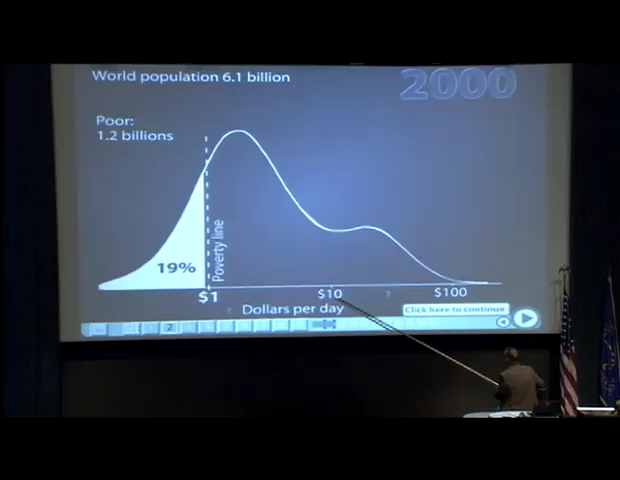 World population 6.1 billion
2000
Poor:
1.2 billions
Poverty line
19%
$1
$10
$100
Dollars per day
Click here to continue
2